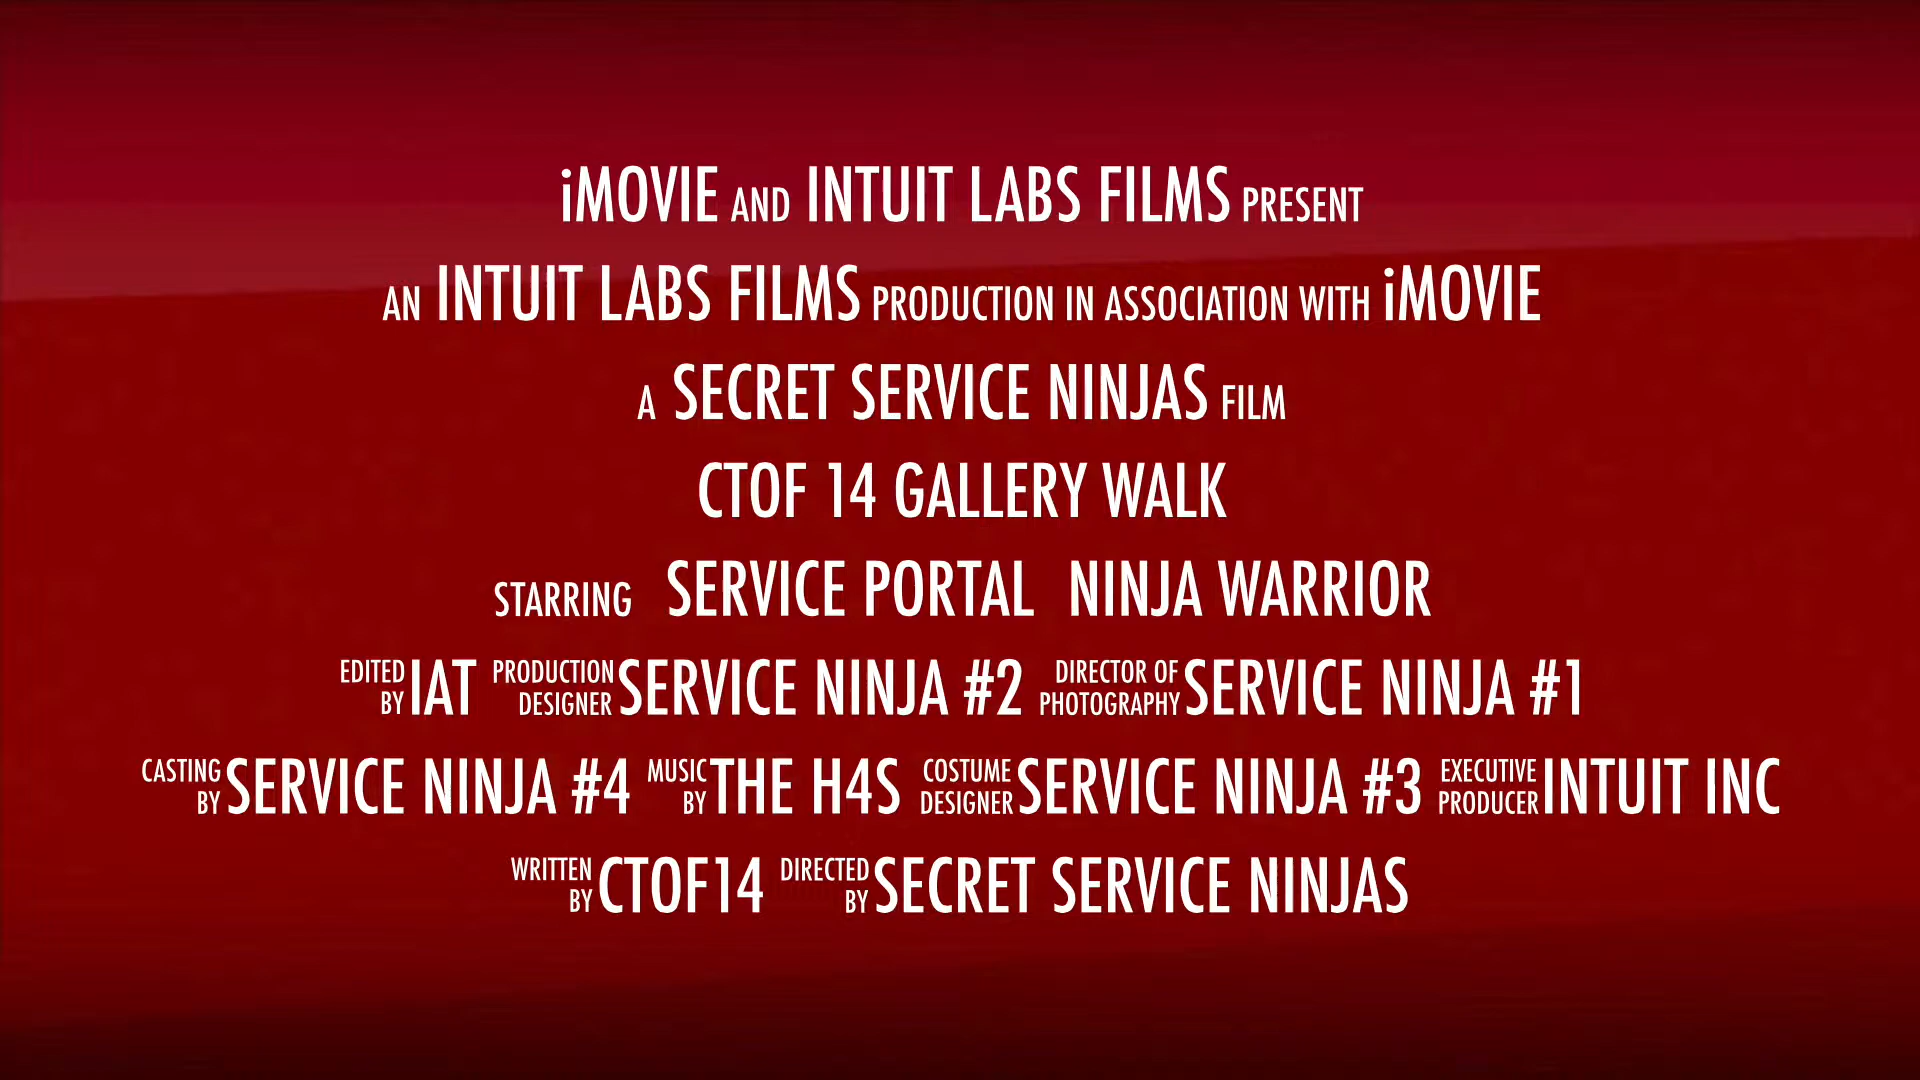 iMOVIE AND INTUIT LABS FILMS PRESENT
AN INTUIT LABS FILMS PRODUCTION IN ASSOCIATION WITH iMOVIE
A SECRET SERVICE NINJAS FILM
CTOF 14 GALLERY WALK
STARRING SERVICE PORTAL NINJA WARRIOR
EDITED BY IAT PRODUCTION DESIGNER SERVICE NINJA #2 DIRECTOR OF PHOTOGRAPHY SERVICE NINJA #1
CASTING BY SERVICE NINJA #4 MUSIC BY THE H4S COSTUME DESIGNER SERVICE NINJA #3 EXECUTIVE PRODUCER INTUIT INC
WRITTEN BY CTOF14 DIRECTED BY SECRET SERVICE NINJAS